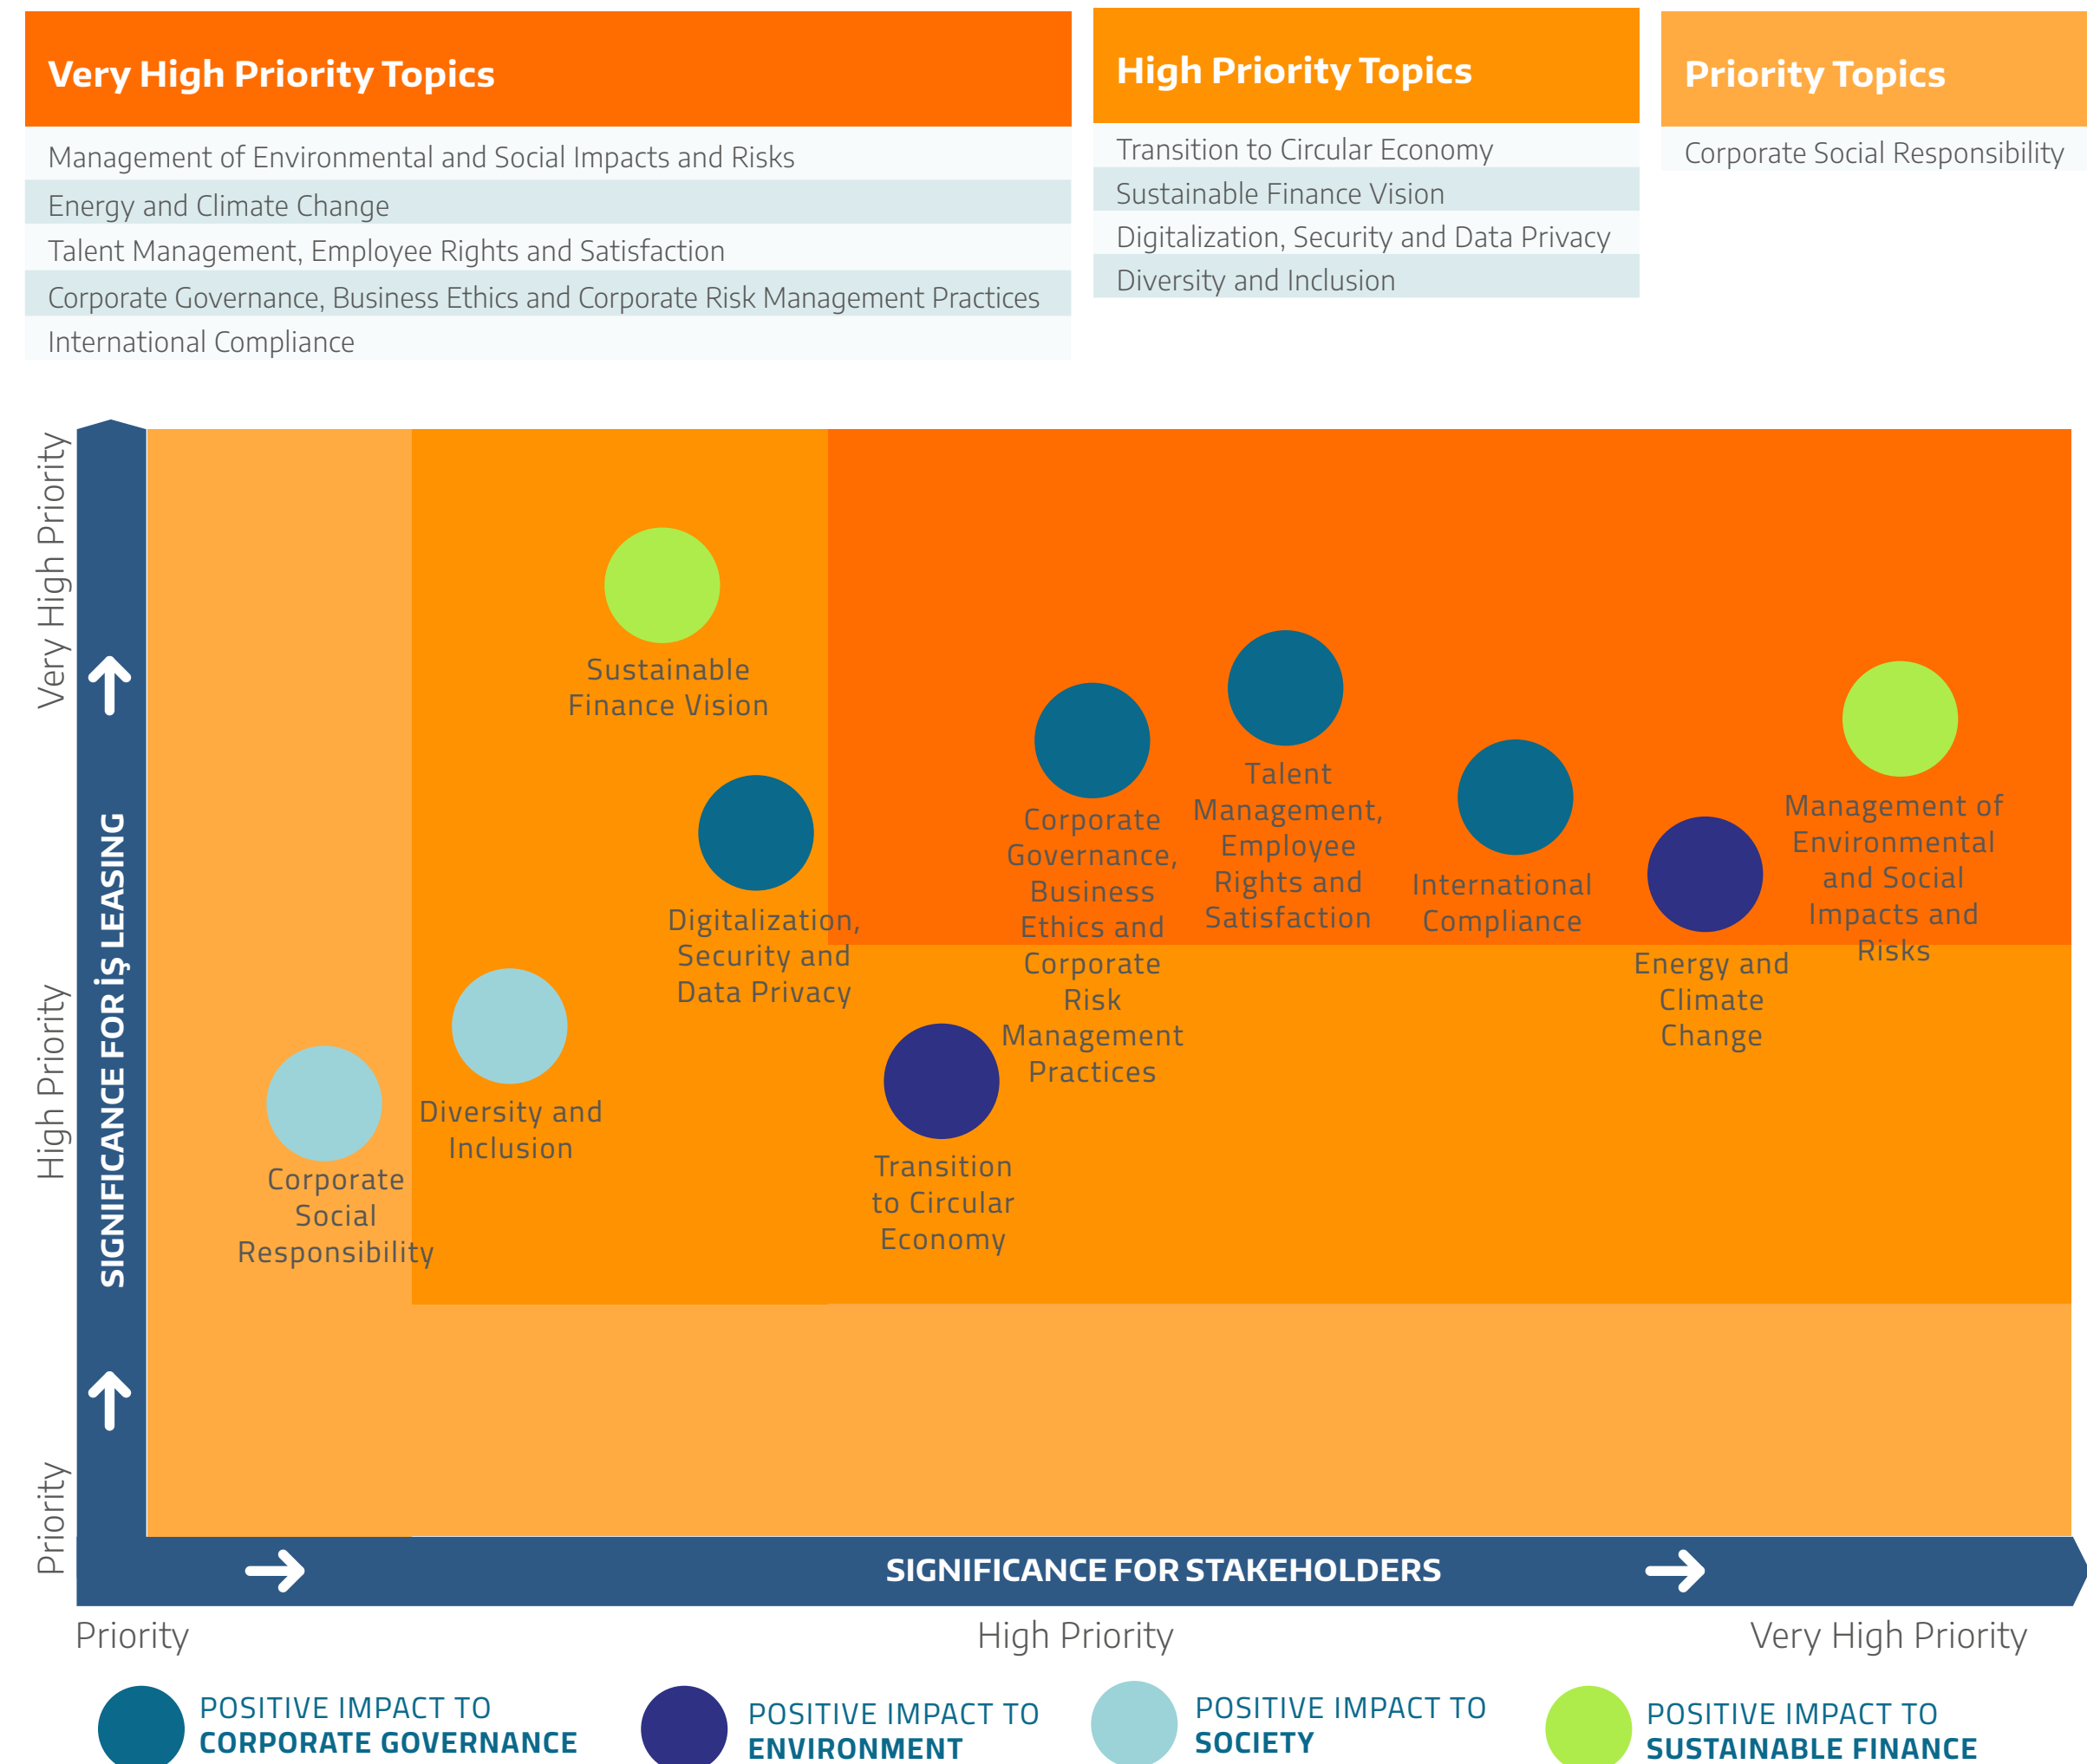 Very High Priority Topics
Management of Environmental and Social Impacts and Risks
Energy and Climate Change
Talent Management, Employee Rights and Satisfaction
Corporate Governance, Business Ethics and Corporate Risk Management Practices
International Compliance
High Priority Topics
Transition to Circular Economy
Sustainable Finance Vision
Digitalization, Security and Data Privacy
Diversity and Inclusion
Priority Topics
Corporate Social Responsibility
Very High Priority
High Priority
Priority
SIGNIFICANCE FOR İŞ LEASING
Sustainable
Finance Vision
Digitalization,
Security and
Data Privacy
Diversity and
Inclusion
Corporate
Social
Responsibility
Transition
to Circular
Economy
Corporate
Governance,
Business
Ethics and
Corporate
Risk
Management
Practices
Talent
Management,
Employee
Rights and
Satisfaction
International
Compliance
Energy and
Climate
Change
Management of
Environmental
and Social
Impacts and
Risks
SIGNIFICANCE FOR STAKEHOLDERS
Priority
High Priority
Very High Priority
POSITIVE IMPACT TO
CORPORATE GOVERNANCE
POSITIVE IMPACT TO
ENVIRONMENT
POSITIVE IMPACT TO
SOCIETY
POSITIVE IMPACT TO
SUSTAINABLE FINANCE